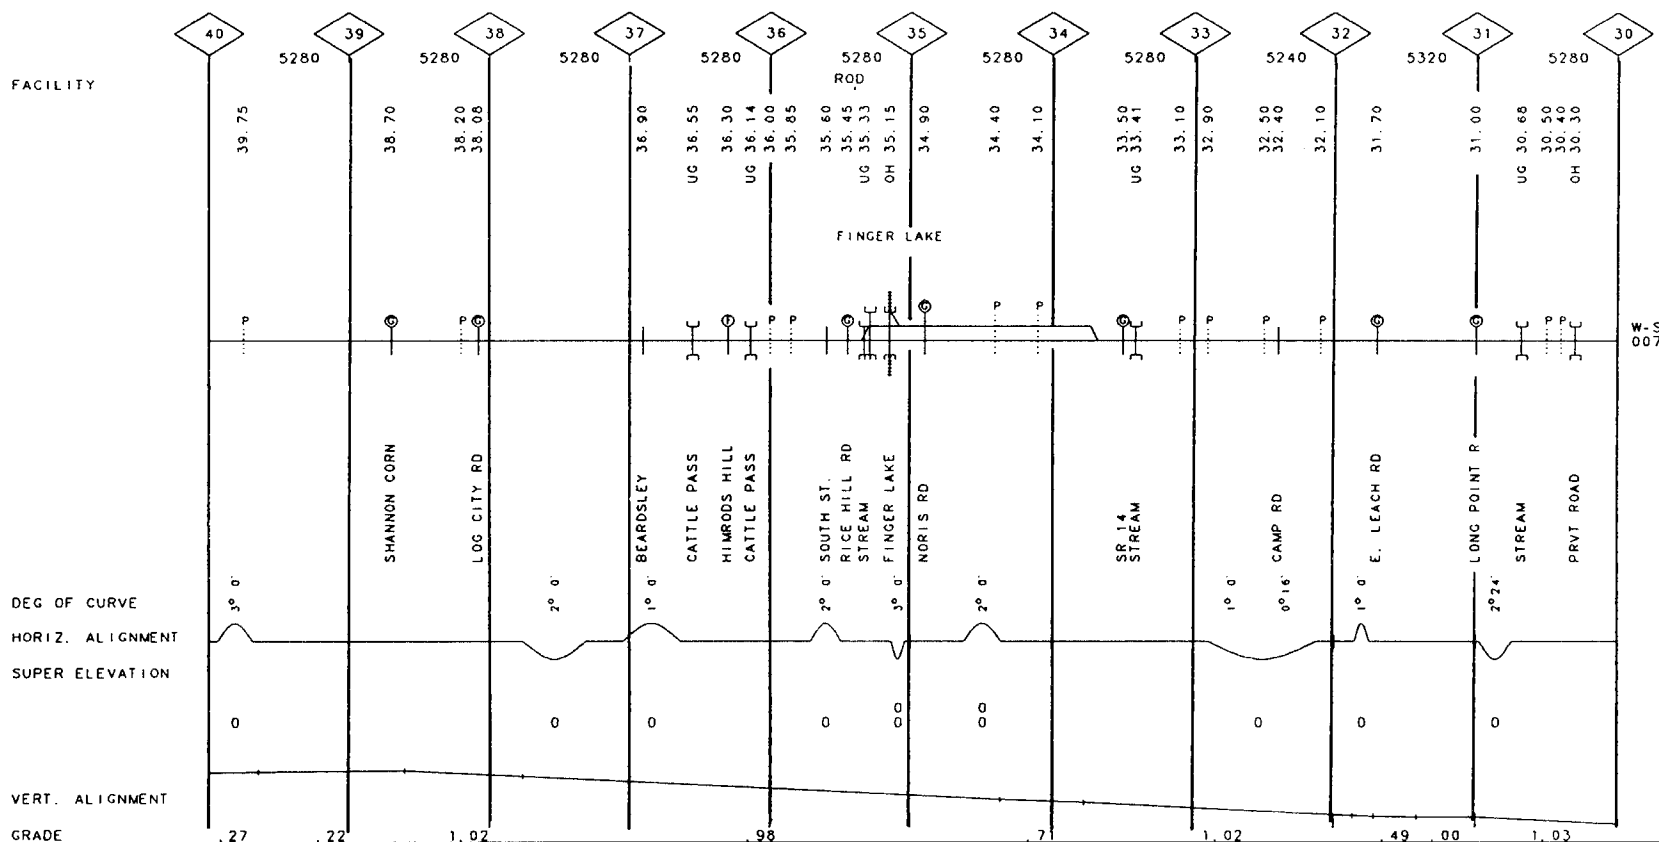 40 39 38 37 36 35 34 33 32 31 30
5280 5280 5280 5280 5280 5280 5280 5240 5320 5280
FACILITY
ROD
39.75 38.70 38.20 38.08 36.90 UG 36.55 36.30 UG 36.14 36.00 35.85 35.60 35.45 UG 35.33 OH 35.15 34.90 34.40 34.10 33.50 UG 33.41 33.10 32.90 32.50 32.40 32.10 31.70 31.00 UG 30.68 30.50 30.40 OH 30.30
FINGER LAKE
P G P G F P P G G P P G P P P P G G P P
W-S
007
SHANNON CORN
LOG CITY RD
BEARDSLEY
CATTLE PASS
HIMRODS HILL
CATTLE PASS
SOUTH ST.
RICE HILL RD
STREAM
FINGER LAKE
NORIS RD
SR 14
STREAM
CAMP RD
E. LEACH RD
LONG POINT R
STREAM
PRVT ROAD
DEG OF CURVE 3° 0' 2° 0' 1° 0' 2° 0' 3° 0' 2° 0' 1° 0' 0°16' 1° 0' 2°24'
HORIZ. ALIGNMENT
SUPER ELEVATION
0 0
0 0 0 0 0 0 0 0 0
VERT. ALIGNMENT
GRADE .27 .22 1.02 .98 .71 1.02 .49 .00 1.03